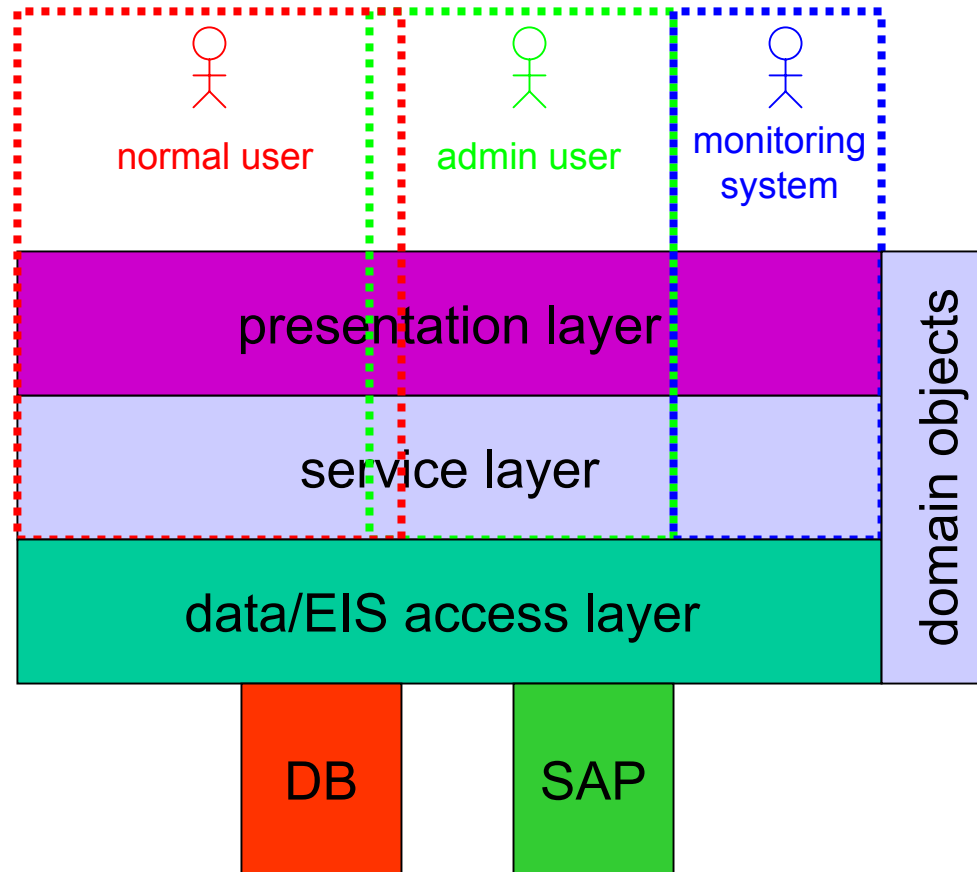 normal user
admin user
monitoring
system
presentation layer
service layer
data/EIS access layer
domain objects
DB
SAP